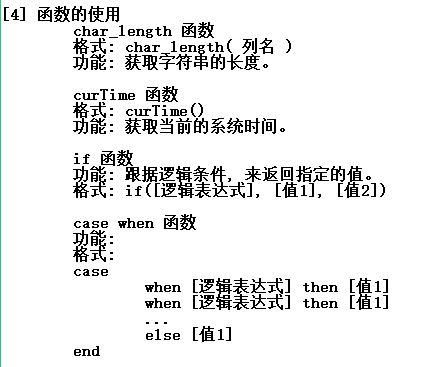 [4] 函数的使用
char_length 函数
格式: char_length( 列名 )
功能: 获取字符串的长度。
curTime 函数
格式: curTime()
功能: 获取当前的系统时间。
if 函数
功能: 跟据逻辑条件, 来返回指定的值。
格式: if([逻辑表达式], [值1], [值2])
case when 函数
功能:
格式:
case
when [逻辑表达式] then [值1]
when [逻辑表达式] then [值1]
...
else [值1]
end